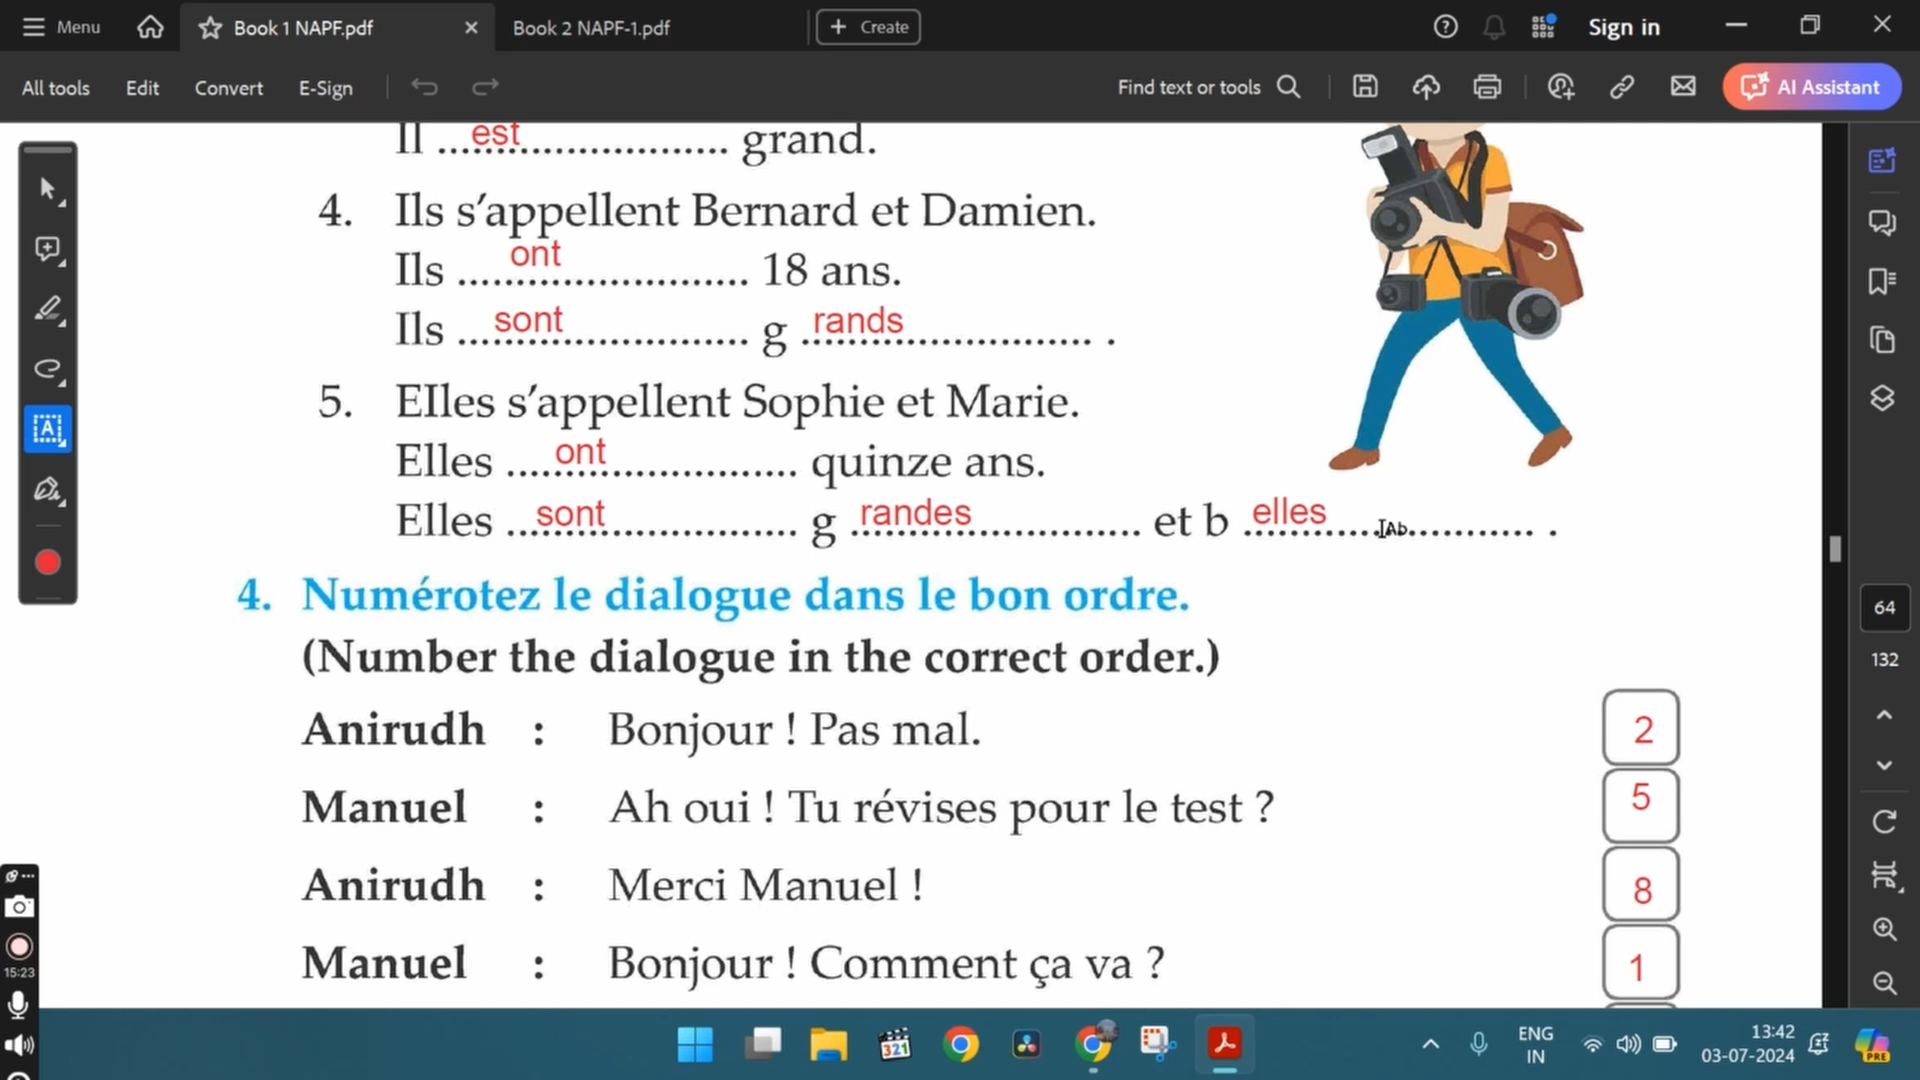 Menu Book 1 NAPF.pdf Book 2 NAPF-1.pdf + Create Sign in
All tools Edit Convert E-Sign Find text or tools AI Assistant
Il ...est......................... grand.
4. Ils s'appellent Bernard et Damien.
Ils ....ont..................... 18 ans.
Ils ....sont..................... g rands......................... .
5. EIles s'appellent Sophie et Marie.
Elles ....ont..................... quinze ans.
Elles ...sont...................... g randes......................... et b elles......................... .
4. Numérotez le dialogue dans le bon ordre.
(Number the dialogue in the correct order.)
Anirudh : Bonjour ! Pas mal. 2
Manuel : Ah oui ! Tu révises pour le test ? 5
Anirudh : Merci Manuel ! 8
Manuel : Bonjour ! Comment ça va ? 1
64
132
15:23
ENG
IN
13:42
03-07-2024
321
PRE
Ab
A